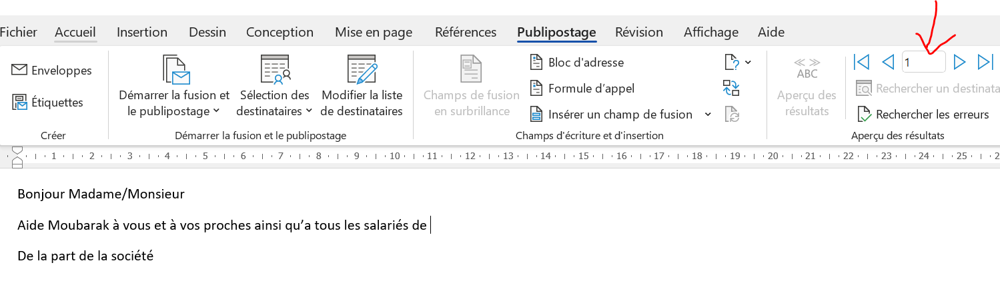 Fichier Accueil Insertion Dessin Conception Mise en page Références Publipostage Révision Affichage Aide
Enveloppes
Étiquettes
Créer
Démarrer la fusion et
le publipostage
Sélection des
destinataires
Modifier la liste
de destinataires
Démarrer la fusion et le publipostage
Champs de fusion
en surbrillance
Bloc d'adresse
Formule d’appel
Insérer un champ de fusion
Champs d'écriture et d'insertion
ABC
Aperçu des
résultats
1
Rechercher un destinata
Rechercher les erreurs
Aperçu des résultats
1 2 3 4 5 6 7 8 9 10 11 12 13 14 15 16 17 18 19 20 21 22 23 24 25 2
Bonjour Madame/Monsieur
Aide Moubarak à vous et à vos proches ainsi qu’a tous les salariés de
De la part de la société